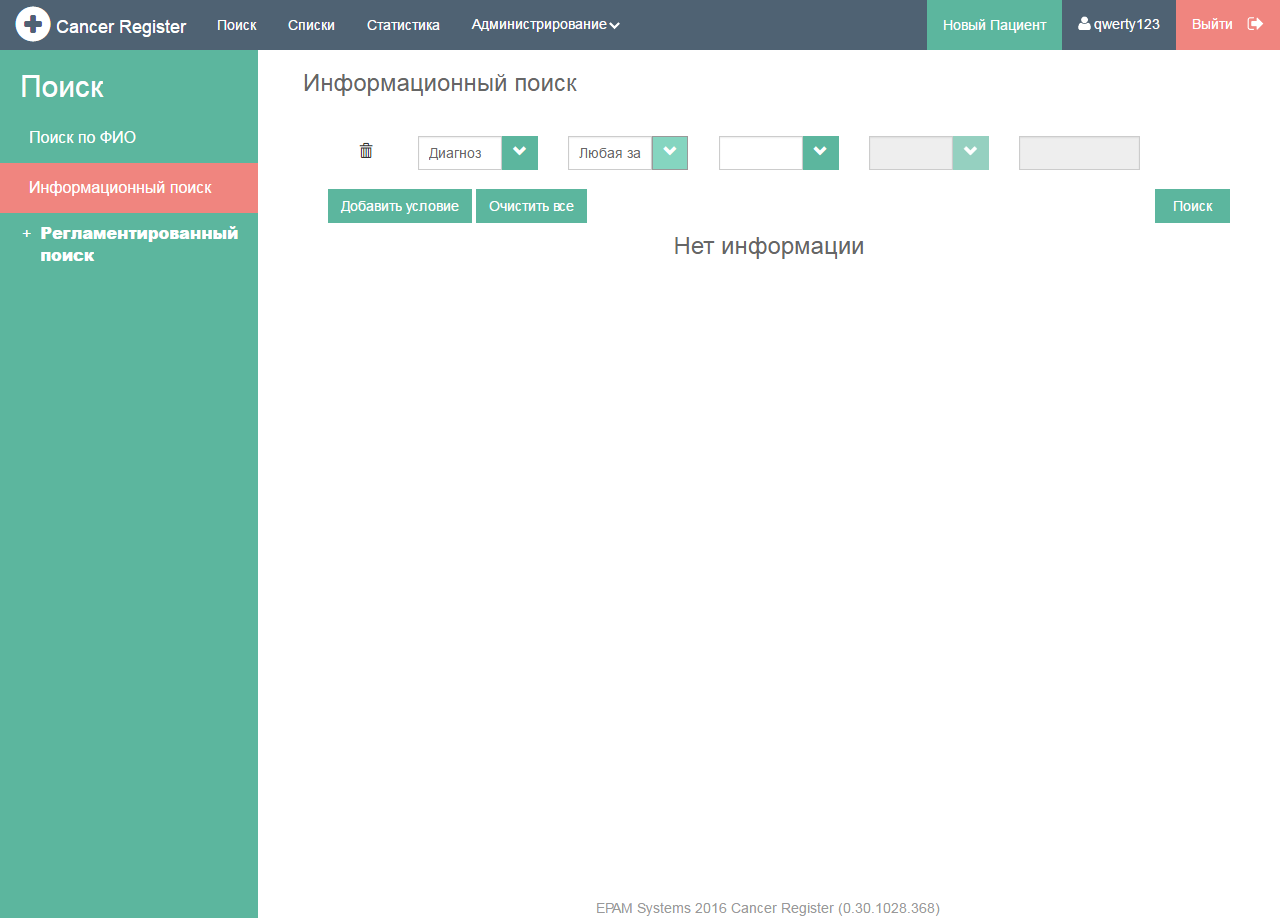 Cancer Register Поиск Списки Статистика Администрирование Новый Пациент qwerty123 Выйти
Поиск
Поиск по ФИО
Информационный поиск
+ Регламентированный
поиск
Информационный поиск
Диагноз Любая за
Добавить условие Очистить все Поиск
Нет информации
EPAM Systems 2016 Cancer Register (0.30.1028.368)